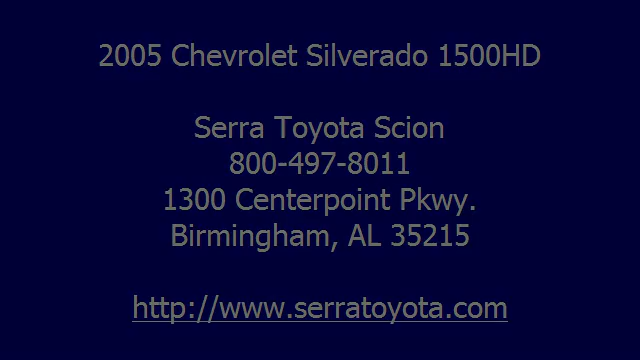 2005 Chevrolet Silverado 1500HD
Serra Toyota Scion
800-497-8011
1300 Centerpoint Pkwy.
Birmingham, AL 35215
http://www.serratoyota.com